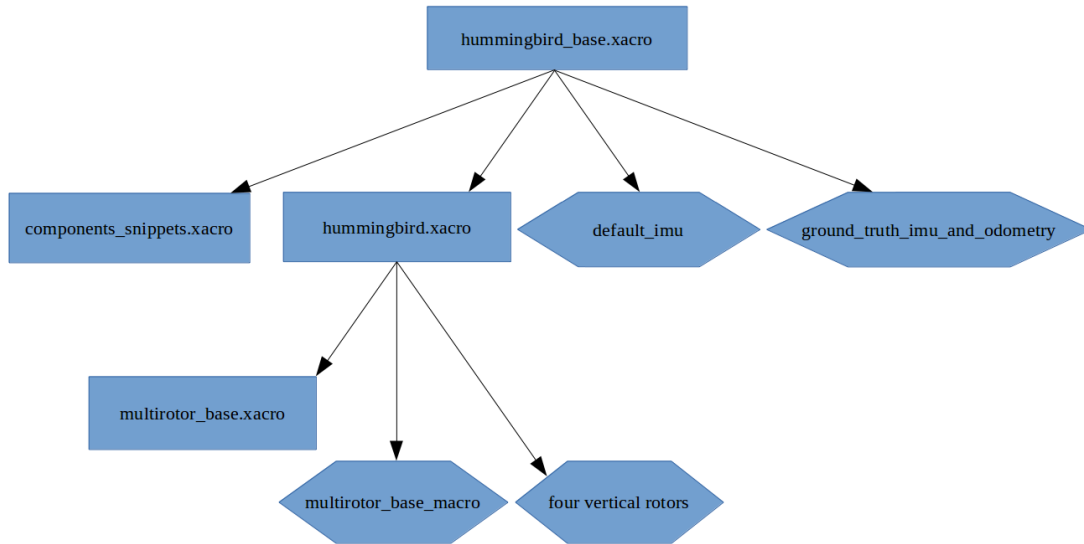 hummingbird_base.xacro
components_snippets.xacro
hummingbird.xacro
default_imu
ground_truth_imu_and_odometry
multirotor_base.xacro
multirotor_base_macro
four vertical rotors